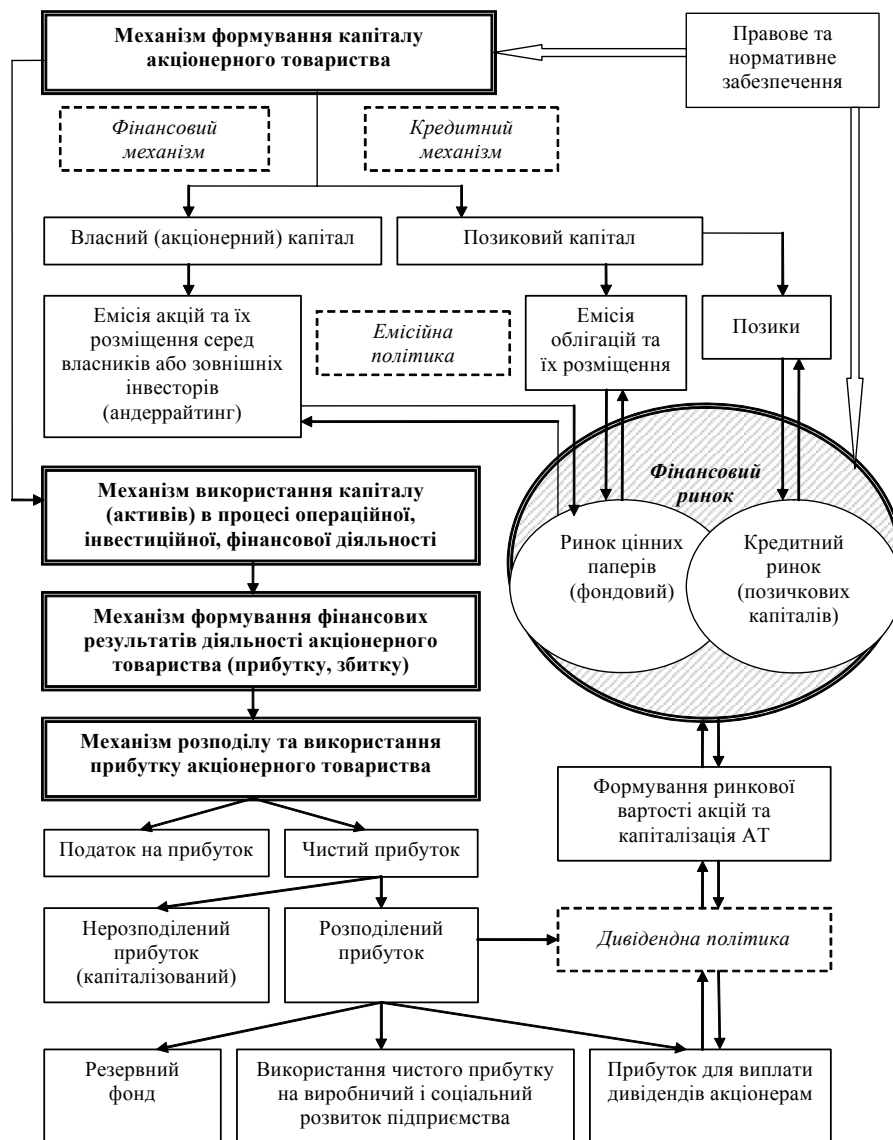 Механізм формування капіталу
акціонерного товариства
Правове та
нормативне
забезпечення
Фінансовий
механізм
Кредитний
механізм
Власний (акціонерний) капітал
Позиковий капітал
Емісія акцій та їх
розміщення серед
власників або зовнішніх
інвесторів
(андеррайтинг)
Емісійна
політика
Емісія
облігацій та
їх розміщення
Позики
Фінансовий
ринок
Механізм використання капіталу
(активів) в процесі операційної,
інвестиційної, фінансової діяльності
Ринок цінних
паперів
(фондовий)
Кредитний
ринок
(позичкових
капіталів)
Механізм формування фінансових
результатів діяльності акціонерного
товариства (прибутку, збитку)
Механізм розподілу та використання
прибутку акціонерного товариства
Формування ринкової
вартості акцій та
капіталізація АТ
Податок на прибуток
Чистий прибуток
Нерозподілений
прибуток
(капіталізований)
Розподілений
прибуток
Дивідендна політика
Резервний
фонд
Використання чистого прибутку
на виробничий і соціальний
розвиток підприємства
Прибуток для виплати
дивідендів акціонерам